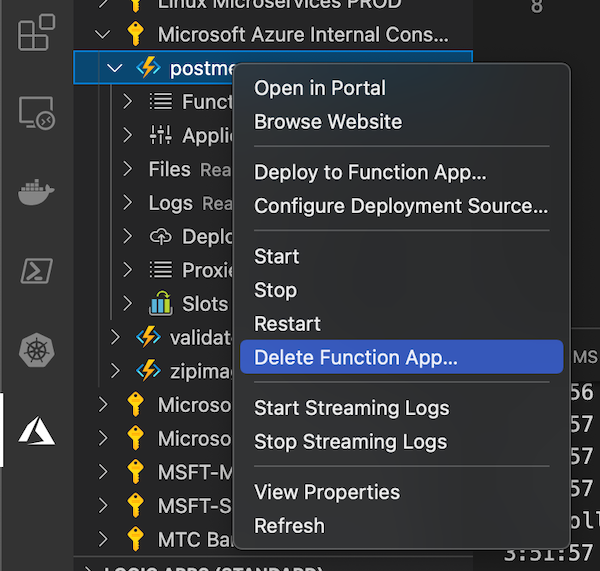 Linux Microservices PROD
8
Microsoft Azure Internal Cons...
postme
Open in Portal
Funct
Browse Website
Applic
Files Rea
Deploy to Function App...
Logs Rea
Configure Deployment Source...
Deplo
Start
Proxie
Stop
Slots
Restart
validat
Delete Function App...
MS
zipimag
56
Microso
Start Streaming Logs
57
Microso
Stop Streaming Logs
57
MSFT-M
View Properties
57
MSFT-S
Refresh
oll
MTC Ba
3:51:57
LOGIC APPS (STANDARD)